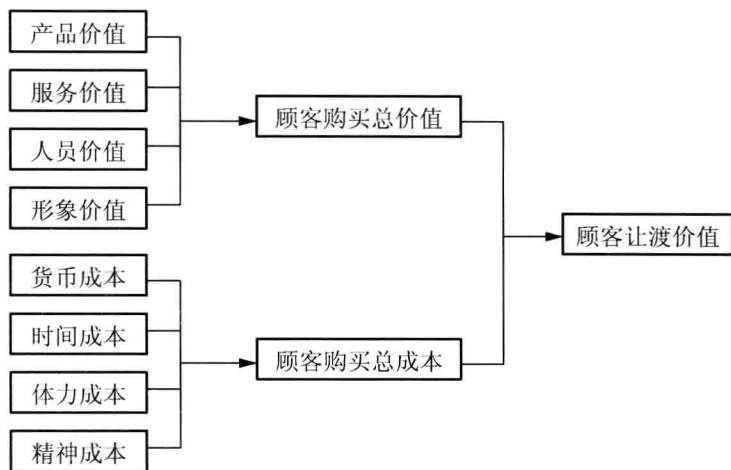 产品价值
服务价值
人员价值
形象价值
顾客购买总价值
货币成本
时间成本
体力成本
精神成本
顾客购买总成本
顾客让渡价值